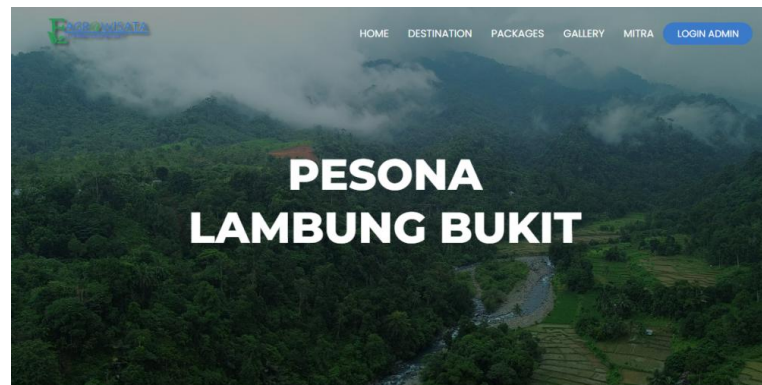 HOME DESTINATION PACKAGES GALLERY MITRA LOGIN ADMIN
PESONA
LAMBUNG BUKIT